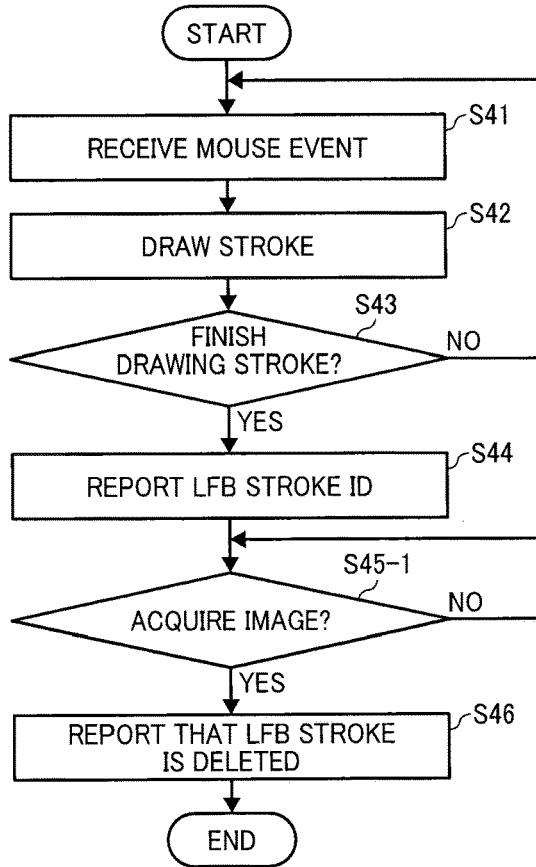 START
S41
RECEIVE MOUSE EVENT
S42
DRAW STROKE
S43
FINISH
DRAWING STROKE?
NO
YES
S44
REPORT LFB STROKE ID
S45-1
ACQUIRE IMAGE?
NO
YES
S46
REPORT THAT LFB STROKE
IS DELETED
END